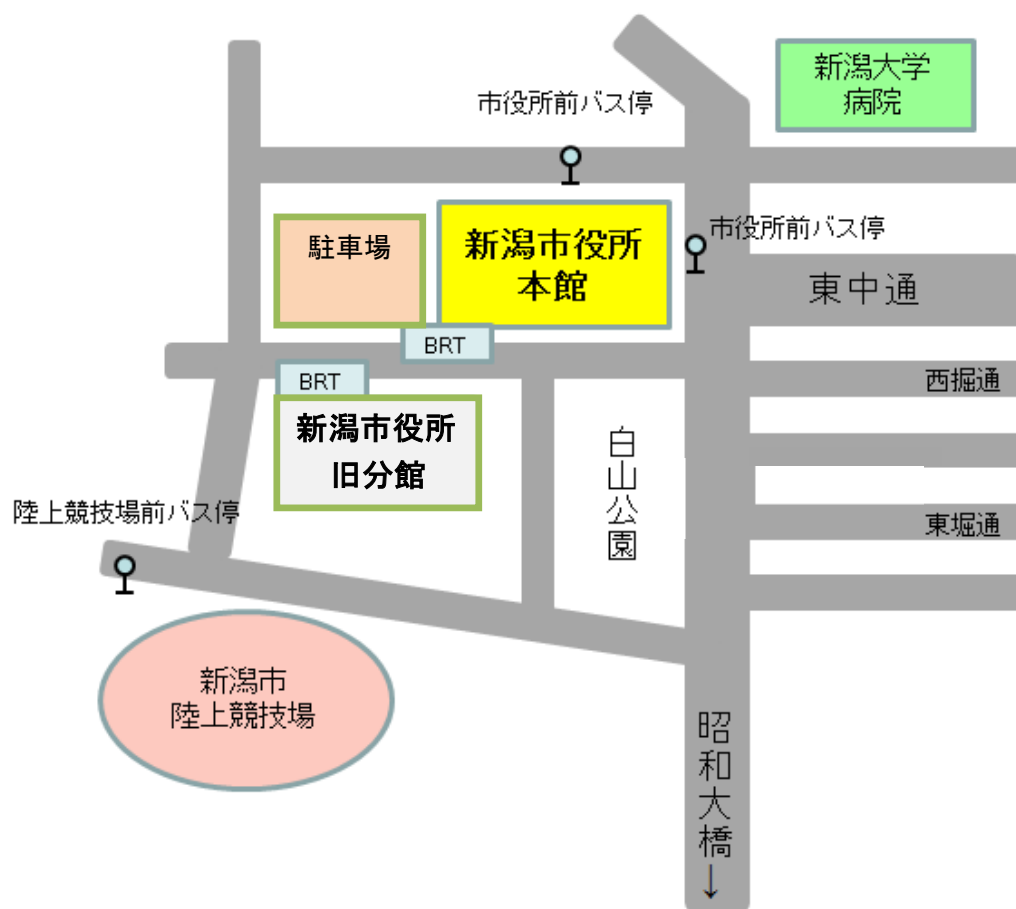 新潟大学
病院
市役所前バス停
市役所前バス停
駐車場
新潟市役所
本館
東中通
BRT
BRT
西掘通
新潟市役所
旧分館
白山公園
陸上競技場前バス停
東堀通
新潟市
陸上競技場
昭和大橋
↓